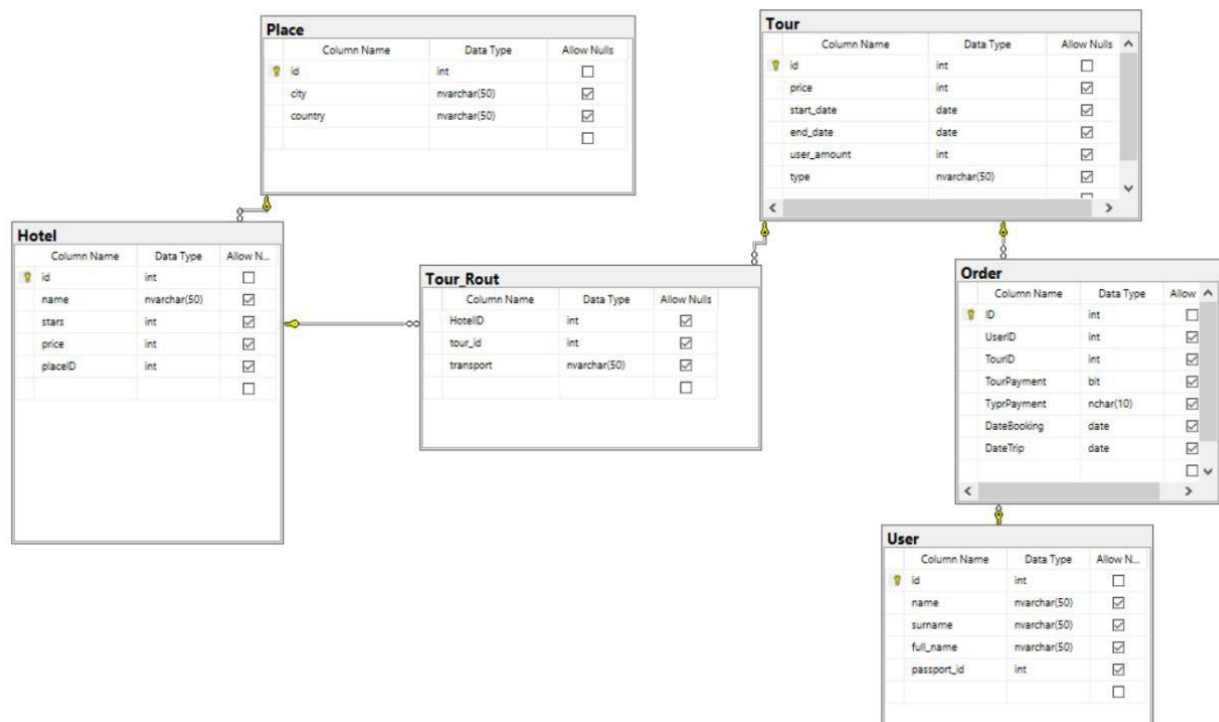 Place
Column Name Data Type Allow Nulls
id int
city nvarchar(50)
country nvarchar(50)
Tour
Column Name Data Type Allow Nulls
id int
price int
start_date date
end_date date
user_amount int
type nvarchar(50)
Hotel
Column Name Data Type Allow N...
id int
name nvarchar(50)
stars int
price int
placeID int
Tour_Rout
Column Name Data Type Allow Nulls
HotelID int
tour_id int
transport nvarchar(50)
Order
Column Name Data Type Allow
ID int
UserID int
TourID int
TourPayment bit
TyprPayment nchar(10)
DateBooking date
DateTrip date
User
Column Name Data Type Allow N...
id int
name nvarchar(50)
surname nvarchar(50)
full_name nvarchar(50)
passport_id int